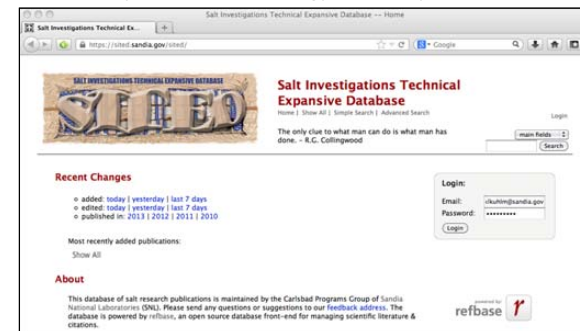 Salt Investigations Technical Expansive Database -- Home
Salt Investigations Technical Ex...
https://sited.sandia.gov/sited/
Google
SALT INVESTIGATIONS TECHNICAL EXPANSIVE DATABASE
SITED
Salt Investigations Technical
Expansive Database
Home | Show All | Simple Search | Advanced Search
Login
The only clue to what man can do is what man has
done. - R.G. Collingwood
main fields
Search
Recent Changes
added: today | yesterday | last 7 days
edited: today | yesterday | last 7 days
published in: 2013 | 2012 | 2011 | 2010
Most recently added publications:
Show All
Login:
Email:
klkuhlm@sandia.gov
Password:
Login
About
This database of salt research publications is maintained by the Carlsbad Programs Group of Sandia
National Laboratories (SNL). Please send any questions or
suggestions to our feedback address. The
database is powered by refbase, an open source database front-end for managing scientific literature &
citations.
powered by:
refbase r